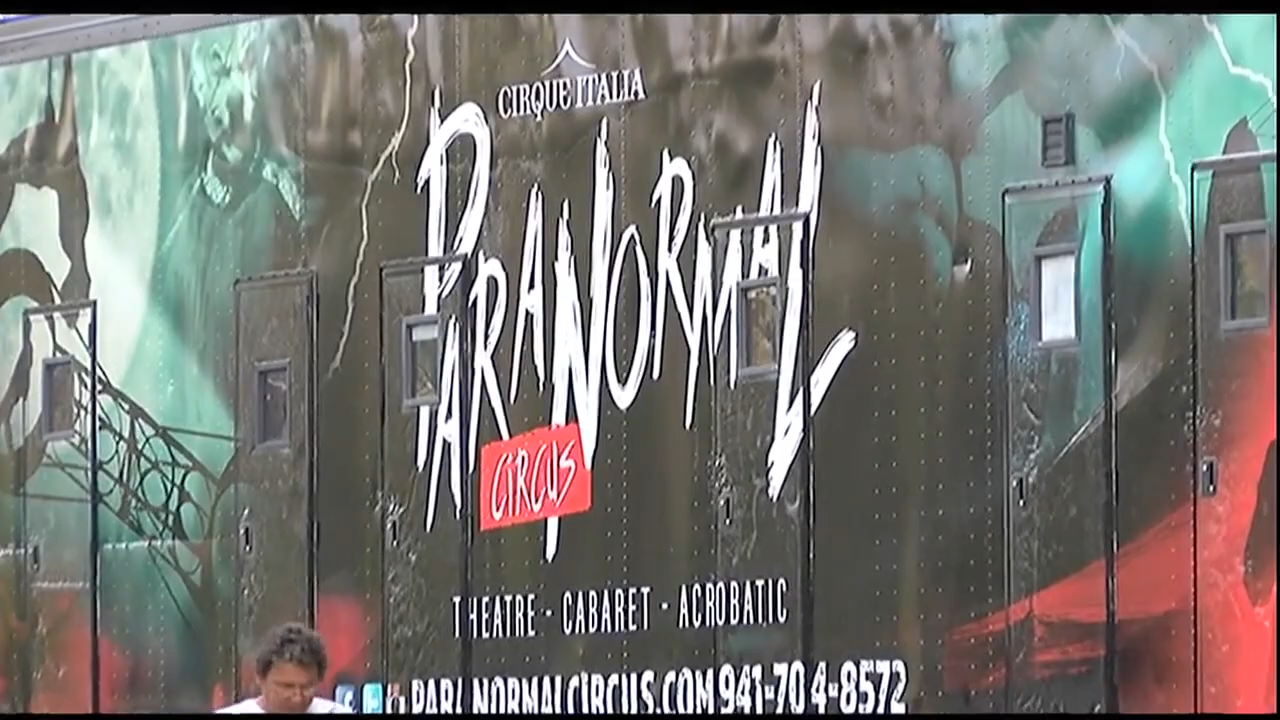 CIRQUE ITALIA
PARANORMAL
CIRCUS
THEATRE - CABARET - ACROBATIC
PARANORMALCIRCUS.COM 941-704-8572